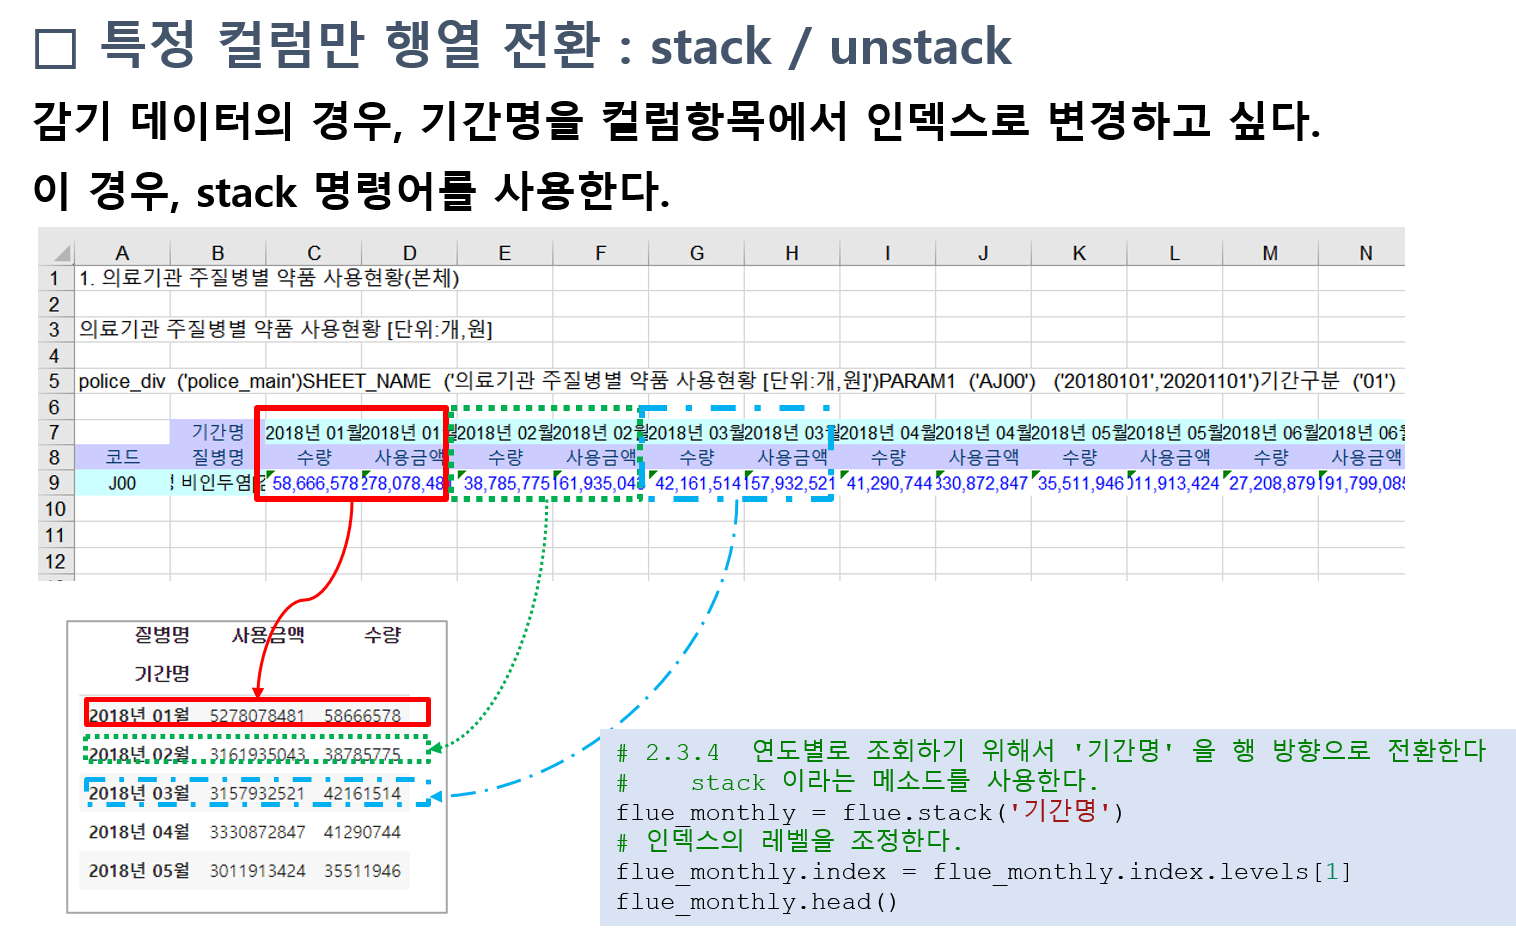 □ 특정 컬럼만 행열 전환 : stack / unstack
감기 데이터의 경우, 기간명을 컬럼항목에서 인덱스로 변경하고 싶다.
이 경우, stack 명령어를 사용한다.
A B C D E F G H I J K L M N
1 1. 의료기관 주질병별 약품 사용현황(본체)
2
3 의료기관 주질병별 약품 사용현황 [단위:개,원]
4
5 police_div ('police_main')SHEET_NAME ('의료기관 주질병별 약품 사용현황 [단위:개,원]')PARAM1 ('AJ00') ('20180101','20201101')기간구분 ('01')
6
7 기간명 2018년 01월 2018년 01 2018년 02월 2018년 02 2018년 03월 2018년 03 2018년 04월 2018년 04월 2018년 05월 2018년 05월 2018년 06월 2018년 06
8 코드 질병명 수량 사용금액 수량 사용금액 수량 사용금액 수량 사용금액 수량 사용금액 수량 사용금액
9 J00 비인두염 58,666,578 278,078,48 38,785,775 161,935,04 42,161,514 157,932,521 41,290,744 330,872,847 35,511,946 011,913,424 27,208,879 191,799,085
10
11
12
질병명 사용금액 수량
기간명
2018년 01월 5278078481 58666578
2018년 02월 3161935043 38785775
2018년 03월 3157932521 42161514
2018년 04월 3330872847 41290744
2018년 05월 3011913424 35511946
# 2.3.4 연도별로 조회하기 위해서 '기간명' 을 행 방향으로 전환한다
# stack 이라는 메소드를 사용한다.
flue_monthly = flue.stack('기간명')
# 인덱스의 레벨을 조정한다.
flue_monthly.index = flue_monthly.index.levels[1]
flue_monthly.head()